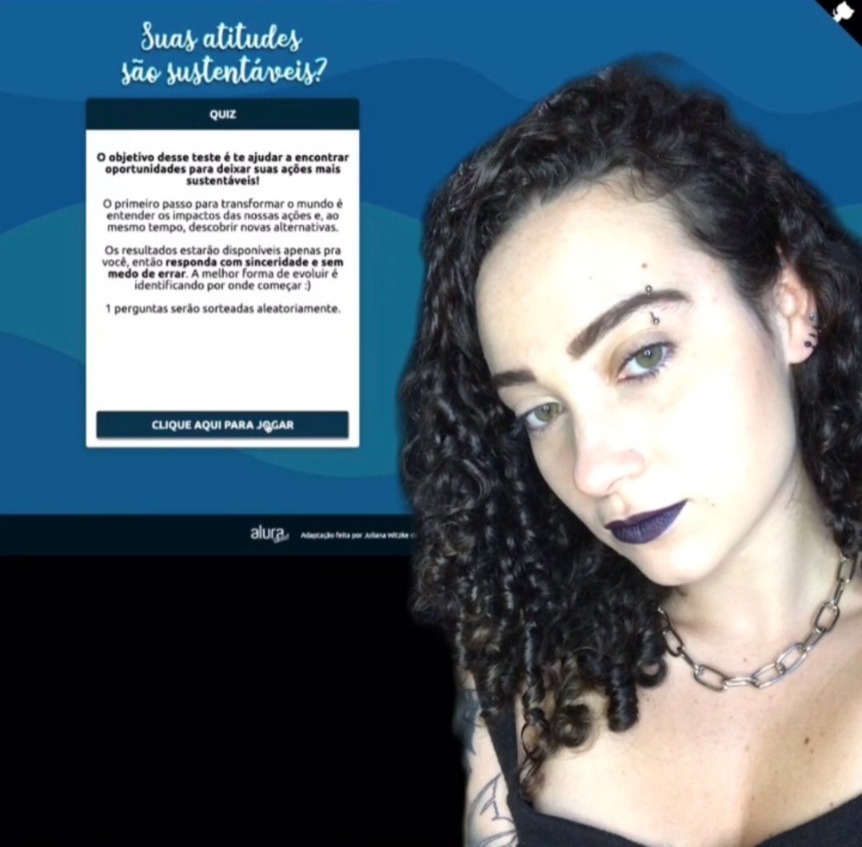 Suas atitudes
são sustentáveis?
QUIZ
O objetivo desse teste é te ajudar a encontrar
oportunidades para deixar suas ações mais
sustentáveis!
O primeiro passo para transformar o mundo é
entender os impactos das nossas ações e, ao
mesmo tempo, descobrir novas alternativas.
Os resultados estarão disponíveis apenas pra
você, então responda com sinceridade e sem
medo de errar. A melhor forma de evoluir é
identificando por onde começar :)
1 perguntas serão sorteadas aleatoriamente.
CLIQUE AQUI PARA JOGAR
alura
Adaptação feita por Juliana Witzke